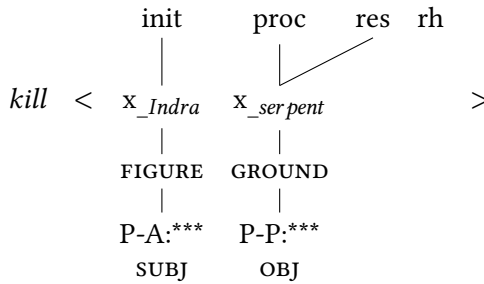 init proc res rh
kill < x_Indra x_serpent >
FIGURE GROUND
P-A:*** P-P:***
SUBJ OBJ